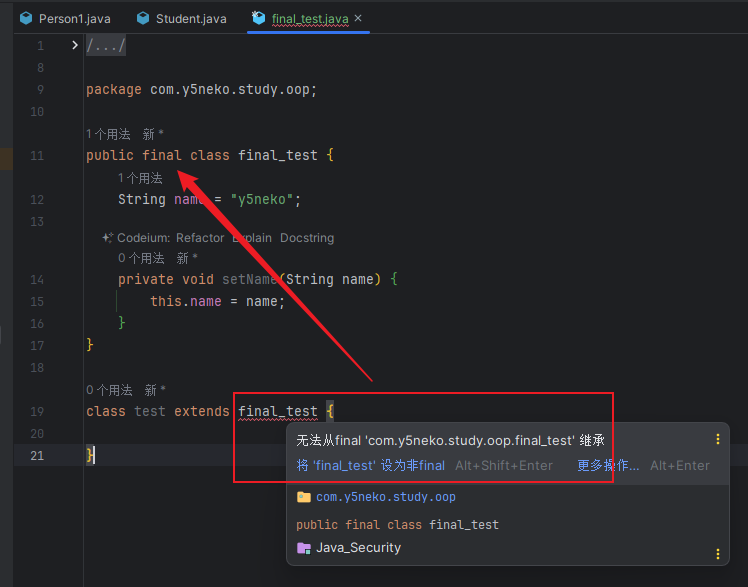 Person1.java Student.java final_test.java
1 /.../
8
9 package com.y5neko.study.oop;
10
1 个用法 新 *
11 public final class final_test {
1 个用法
12 String name = "y5neko";
13
Codeium: Refactor Explain Docstring
0 个用法 新 *
14 private void setName(String name) {
15 this.name = name;
16 }
17 }
18
0 个用法 新 *
19 class test extends final_test {
20
21 }
无法从final 'com.y5neko.study.oop.final_test' 继承
将 'final_test' 设为非final Alt+Shift+Enter 更多操作... Alt+Enter
com.y5neko.study.oop
public final class final_test
Java_Security